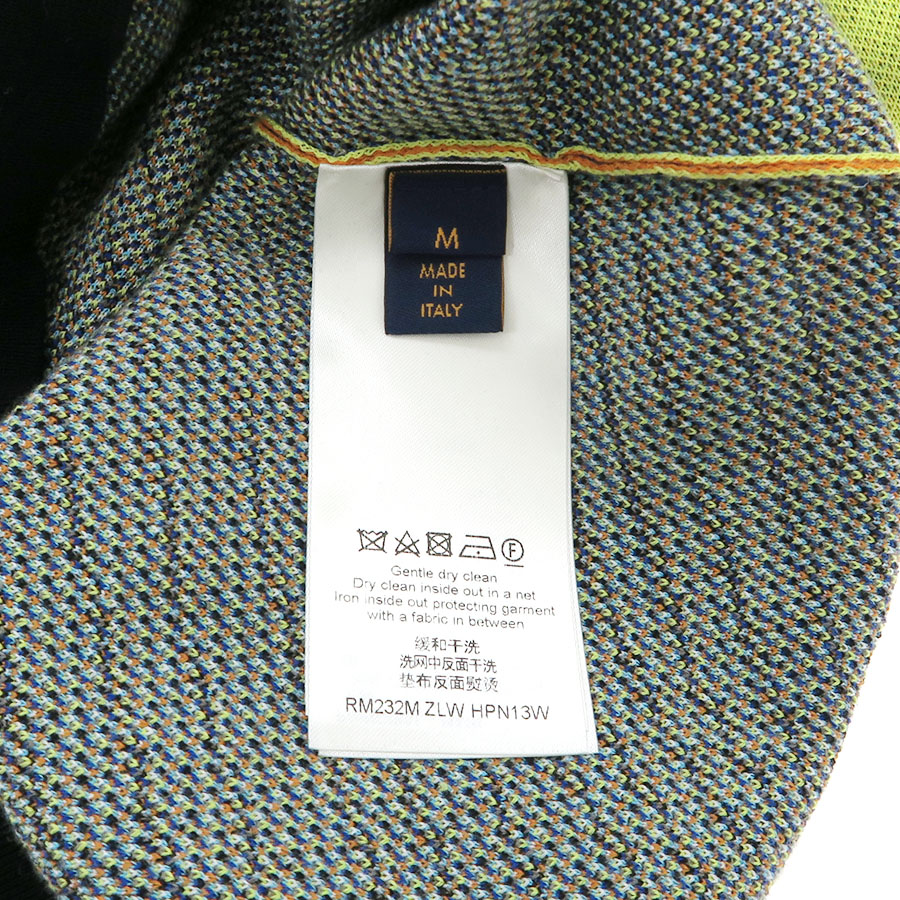 M
MADE
IN
ITALY
F
Gentle dry clean
Dry clean inside out in a net
Iron inside out protecting garment
with a fabric in between
缓和干洗
洗网中反面干洗
垫布反面熨烫
RM232M ZLW HPN13W